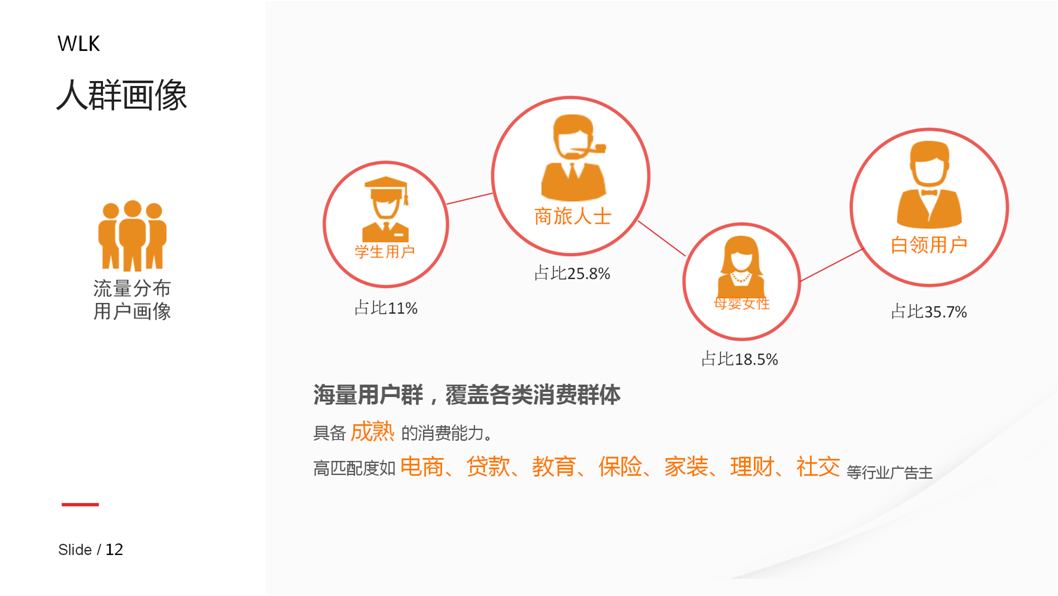 WLK
人群画像
流量分布
用户画像
学生用户
占比11%
商旅人士
占比25.8%
母婴女性
占比18.5%
白领用户
占比35.7%
海量用户群，覆盖各类消费群体
具备 成熟 的消费能力。
高匹配度如 电商、贷款、教育、保险、家装、理财、社交 等行业广告主
Slide / 12